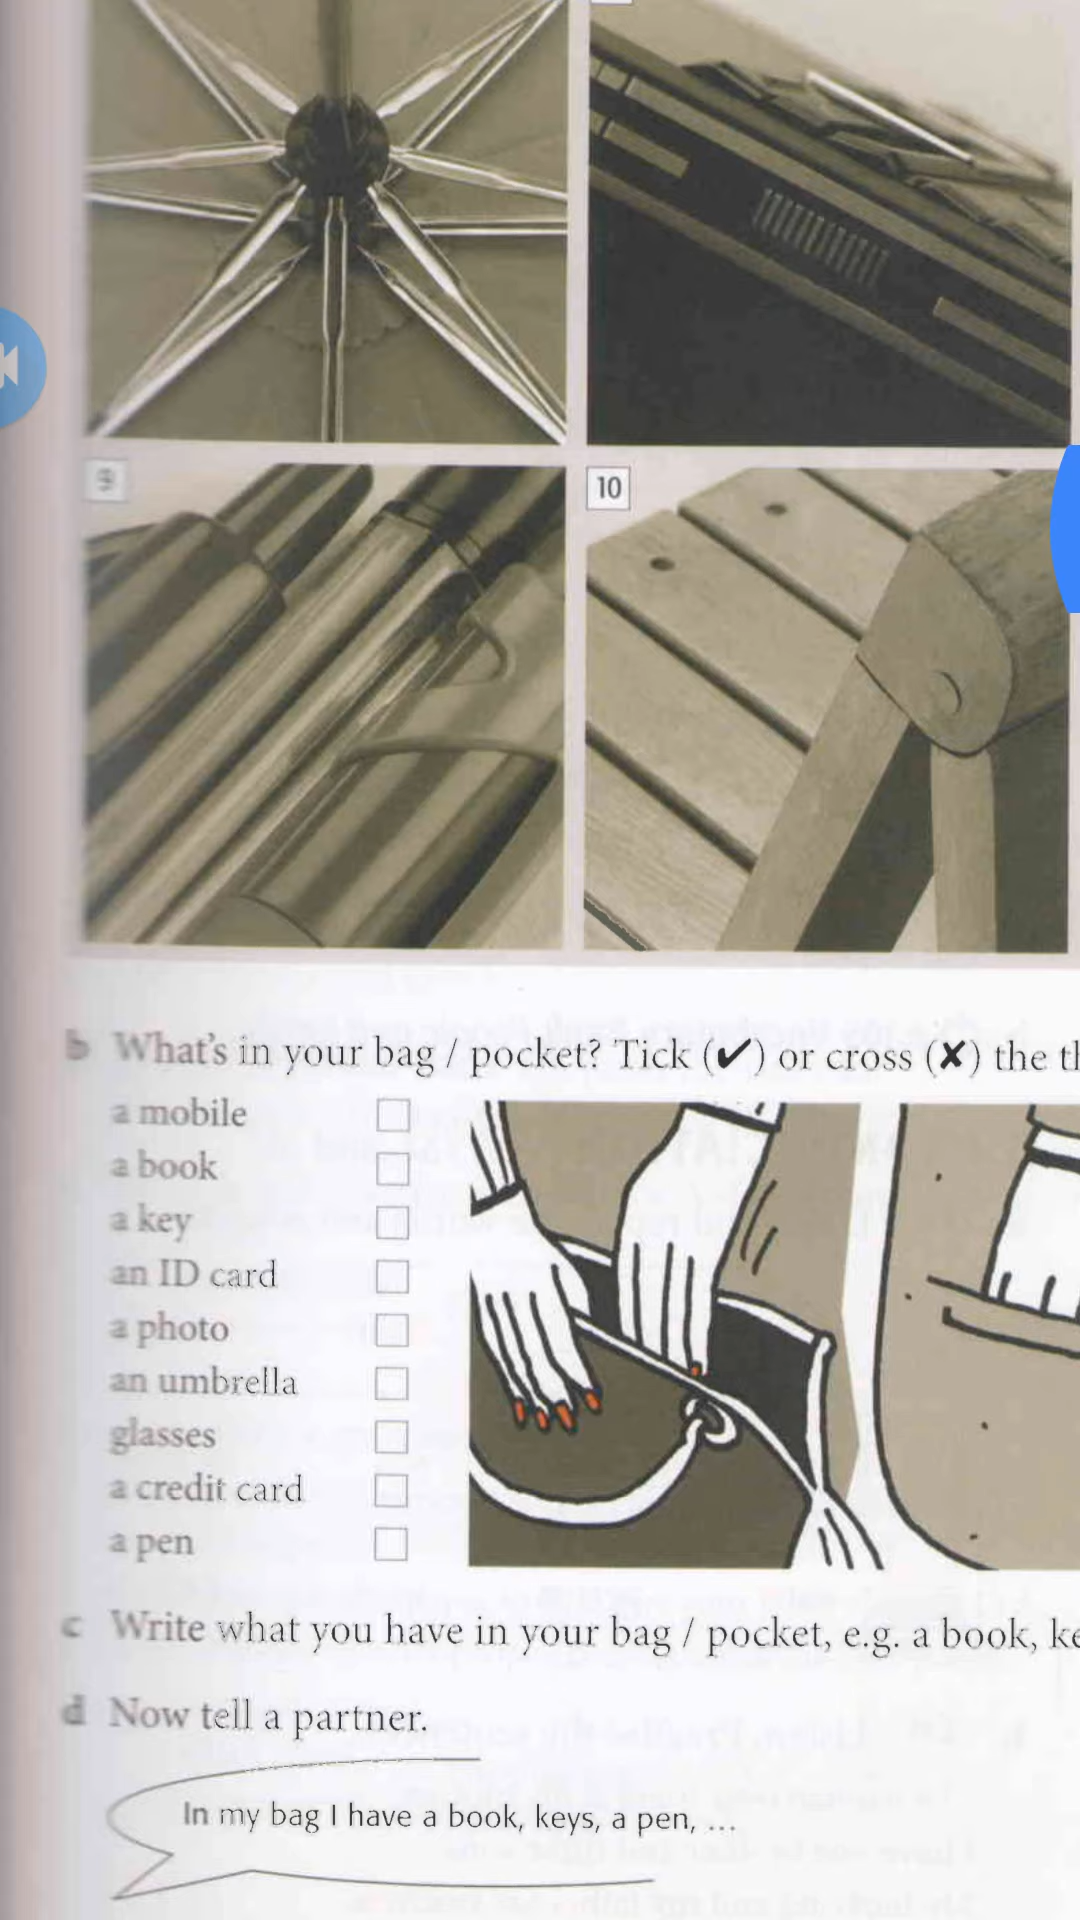 9
10
b What's in your bag / pocket? Tick (✔) or cross (✘) the
a mobile
a book
a key
an ID card
a photo
an umbrella
glasses
a credit card
a pen
c Write what you have in your bag / pocket, e.g. a book,
d Now tell a partner.
In my bag I have a book, keys, a pen, ...